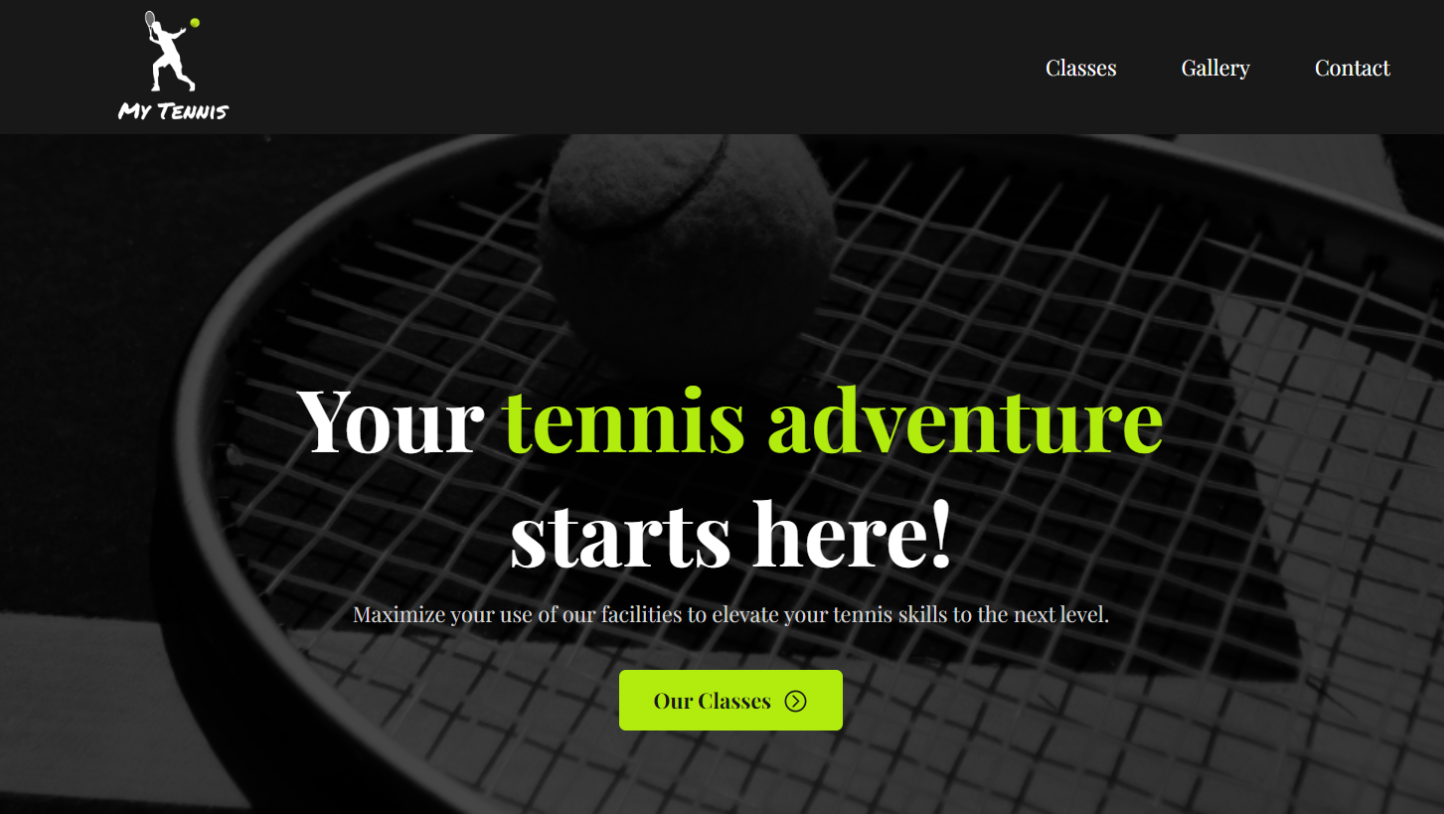 My Tennis
Classes
Gallery
Contact
Your tennis adventure
starts here!
Maximize your use of our facilities to elevate your tennis skills to the next level.
Our Classes